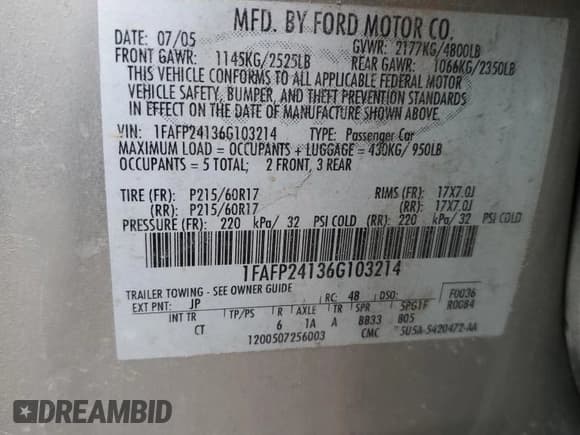 MFD. BY FORD MOTOR CO.
DATE: 07/05 GVWR: 2177KG/4800LB
FRONT GAWR: 1145KG/2525LB REAR GAWR: 1066KG/2350LB
THIS VEHICLE CONFORMS TO ALL APPLICABLE FEDERAL MOTOR
VEHICLE SAFETY, BUMPER, AND THEFT PREVENTION STANDARDS
IN EFFECT ON THE DATE OF MANUFACTURE SHOWN ABOVE.
VIN: 1FAFP24136G103214 TYPE: Passenger Car
MAXIMUM LOAD = OCCUPANTS + LUGGAGE = 430KG/ 950LB
OCCUPANTS = 5 TOTAL; 2 FRONT, 3 REAR
TIRE (FR): P215/60R17 RIMS (FR): 17X7.0J
(RR): P215/60R17 (RR): 17X7.0J
PRESSURE (FR): 220 kPa/ 32 PSI COLD (RR): 220 kPa/ 32 PSI COLD
1FAFP24136G103214
TRAILER TOWING - SEE OWNER GUIDE
EXT PNT: JP RC: 48 DSO: F0036
R0084
INT TR TP/PS R AXLE TR SPR SPG1F
CT 6 1A A BB33 805
1200507256003 CMC 5U5A-5420472-AA
DREAMBID